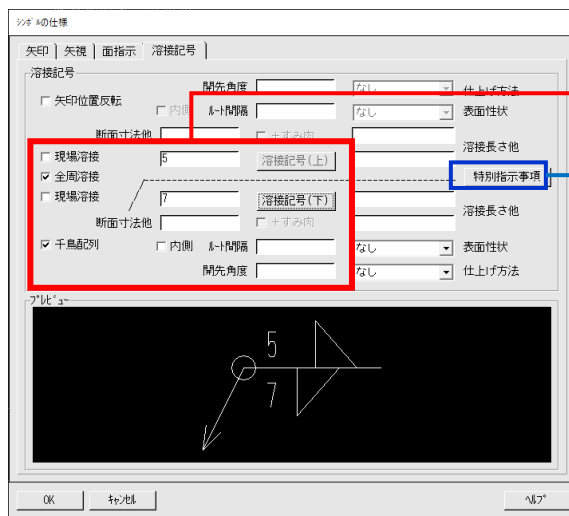 シンボルの仕様
矢印 矢視 面指示 溶接記号
溶接記号
開先角度 なし 仕上げ方法
矢印位置反転 内側 ルート間隔 なし 表面性状
断面寸法他 +すみ肉 溶接長さ他
現場溶接 5 溶接記号(上)
全周溶接 特別指示事項
現場溶接 7 溶接記号(下) 溶接長さ他
断面寸法他 +すみ肉
千鳥配列 内側 ルート間隔 なし 表面性状
開先角度 なし 仕上げ方法
プレビュー
5
7
OK キャンセル ヘルプ